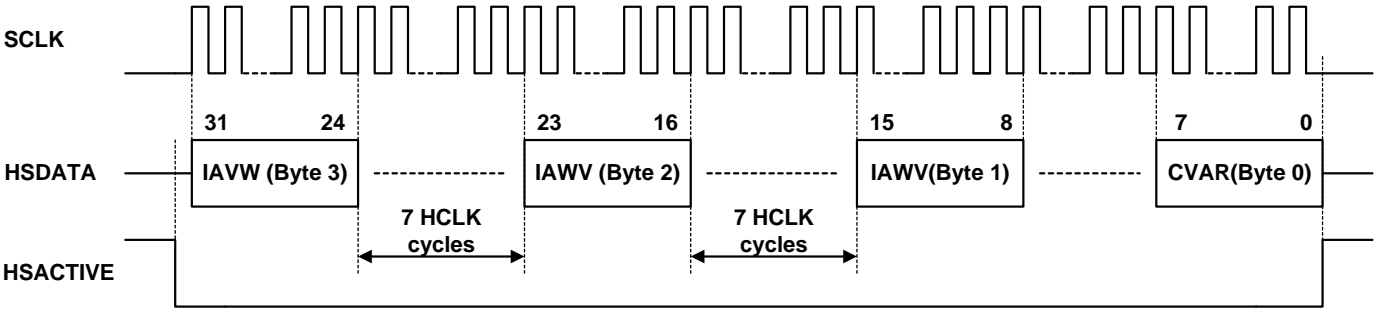 SCLK
31 24 23 16 15 8 7 0
HSDATA IAVW (Byte 3) IAWV (Byte 2) IAWV(Byte 1) CVAR(Byte 0)
7 HCLK 7 HCLK
cycles cycles
HSACTIVE